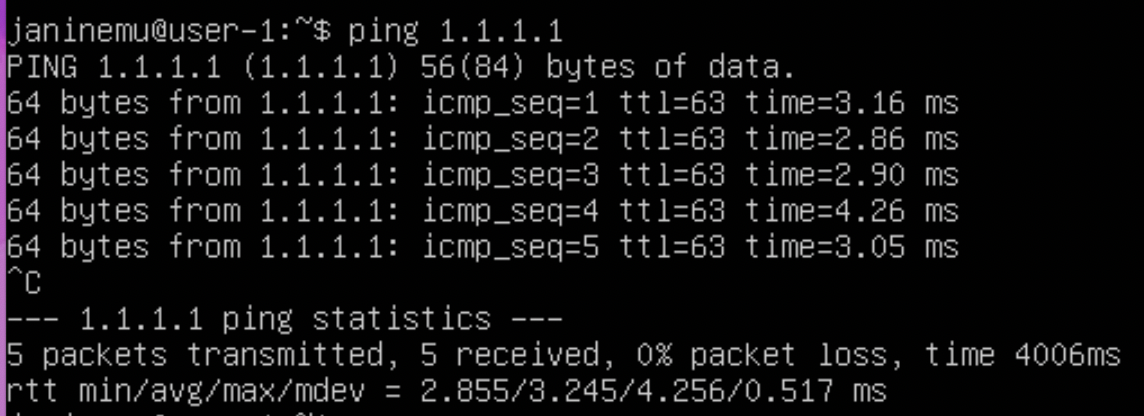 janinemu@user-1:~$ ping 1.1.1.1
PING 1.1.1.1 (1.1.1.1) 56(84) bytes of data.
64 bytes from 1.1.1.1: icmp_seq=1 ttl=63 time=3.16 ms
64 bytes from 1.1.1.1: icmp_seq=2 ttl=63 time=2.86 ms
64 bytes from 1.1.1.1: icmp_seq=3 ttl=63 time=2.90 ms
64 bytes from 1.1.1.1: icmp_seq=4 ttl=63 time=4.26 ms
64 bytes from 1.1.1.1: icmp_seq=5 ttl=63 time=3.05 ms
^C
--- 1.1.1.1 ping statistics ---
5 packets transmitted, 5 received, 0% packet loss, time 4006ms
rtt min/avg/max/mdev = 2.855/3.245/4.256/0.517 ms